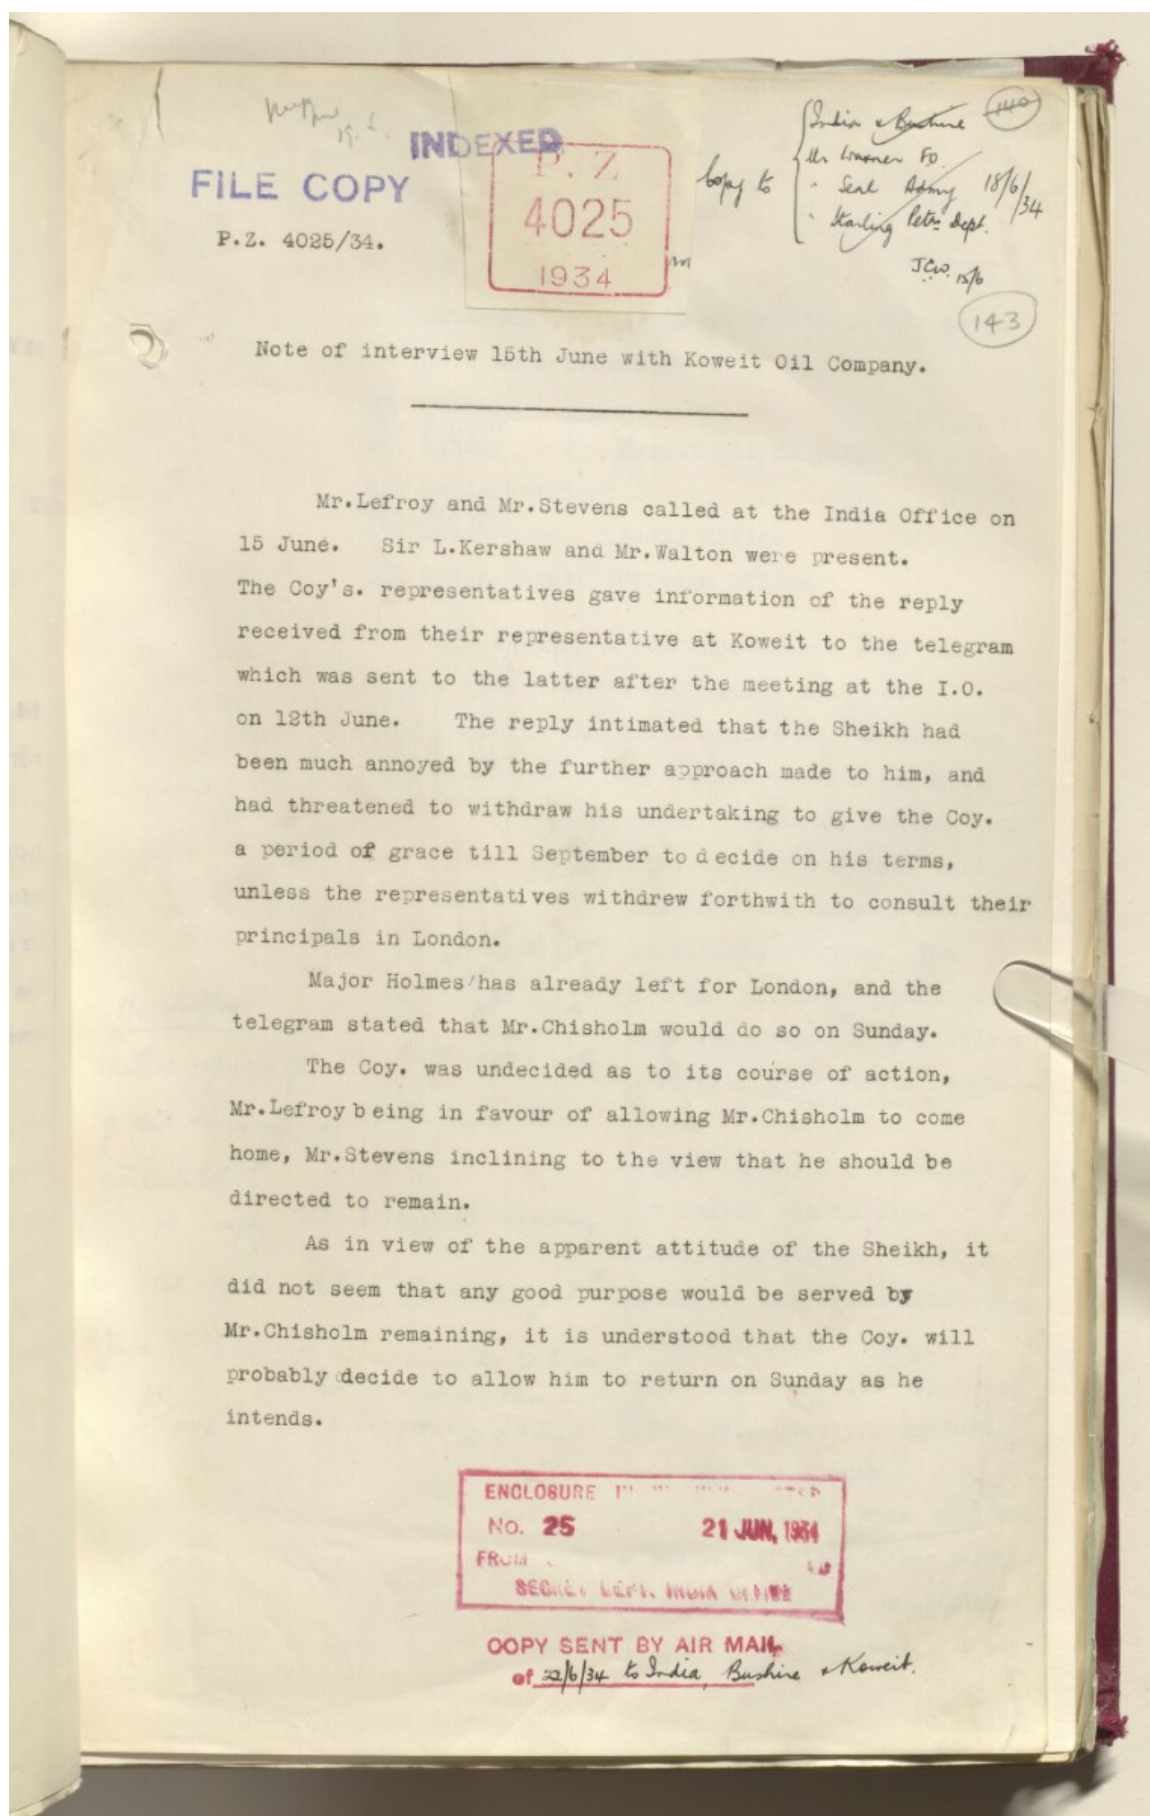 INDEXED
FILE COPY
P.Z. 4025/34.
P. Z
4025
1934
Copy to
India & Bushire
Mr Warner FO.
" Seal Admy
" Starling Petm Dept.
18/6/34
J.C.W. 15/6
140
143
Note of interview 15th June with Koweit Oil Company.
Mr.Lefroy and Mr.Stevens called at the India Office on
15 June. Sir L.Kershaw and Mr.Walton were present.
The Coy's. representatives gave information of the reply
received from their representative at Koweit to the telegram
which was sent to the latter after the meeting at the I.O.
on 12th June. The reply intimated that the Sheikh had
been much annoyed by the further approach made to him, and
had threatened to withdraw his undertaking to give the Coy.
a period of grace till September to decide on his terms,
unless the representatives withdrew forthwith to consult their
principals in London.
Major Holmes has already left for London, and the
telegram stated that Mr.Chisholm would do so on Sunday.
The Coy. was undecided as to its course of action,
Mr.Lefroy being in favour of allowing Mr.Chisholm to come
home, Mr.Stevens inclining to the view that he should be
directed to remain.
As in view of the apparent attitude of the Sheikh, it
did not seem that any good purpose would be served by
Mr.Chisholm remaining, it is understood that the Coy. will
probably decide to allow him to return on Sunday as he
intends.
ENCLOSURE
No. 25 21 JUN. 1934
FROM
SECRET DEPT. INDIA OFFICE
COPY SENT BY AIR MAIL
of 22/6/34 to India, Bushire & Koweit.